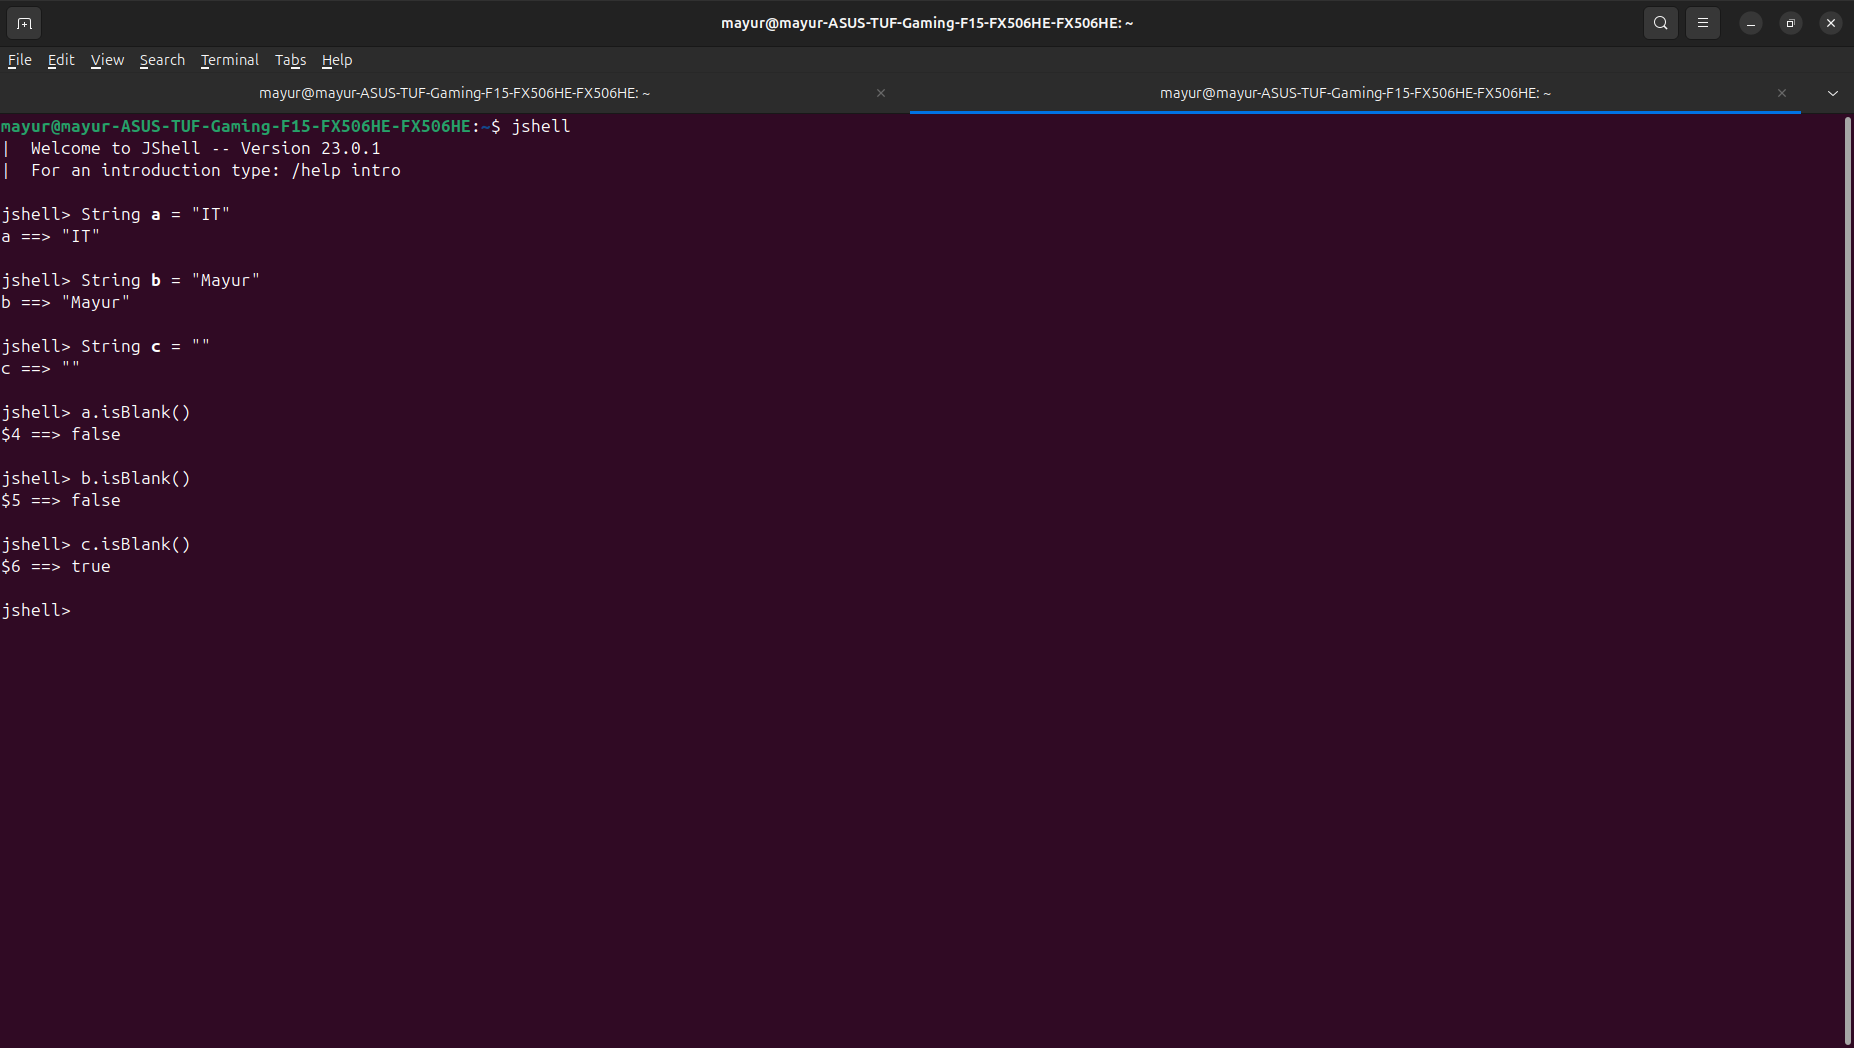 mayur@mayur-ASUS-TUF-Gaming-F15-FX506HE-FX506HE: ~
File Edit View Search Terminal Tabs Help
mayur@mayur-ASUS-TUF-Gaming-F15-FX506HE-FX506HE: ~ mayur@mayur-ASUS-TUF-Gaming-F15-FX506HE-FX506HE: ~
mayur@mayur-ASUS-TUF-Gaming-F15-FX506HE-FX506HE:~$ jshell
| Welcome to JShell -- Version 23.0.1
| For an introduction type: /help intro
jshell> String a = "IT"
a ==> "IT"
jshell> String b = "Mayur"
b ==> "Mayur"
jshell> String c = ""
c ==> ""
jshell> a.isBlank()
$4 ==> false
jshell> b.isBlank()
$5 ==> false
jshell> c.isBlank()
$6 ==> true
jshell>